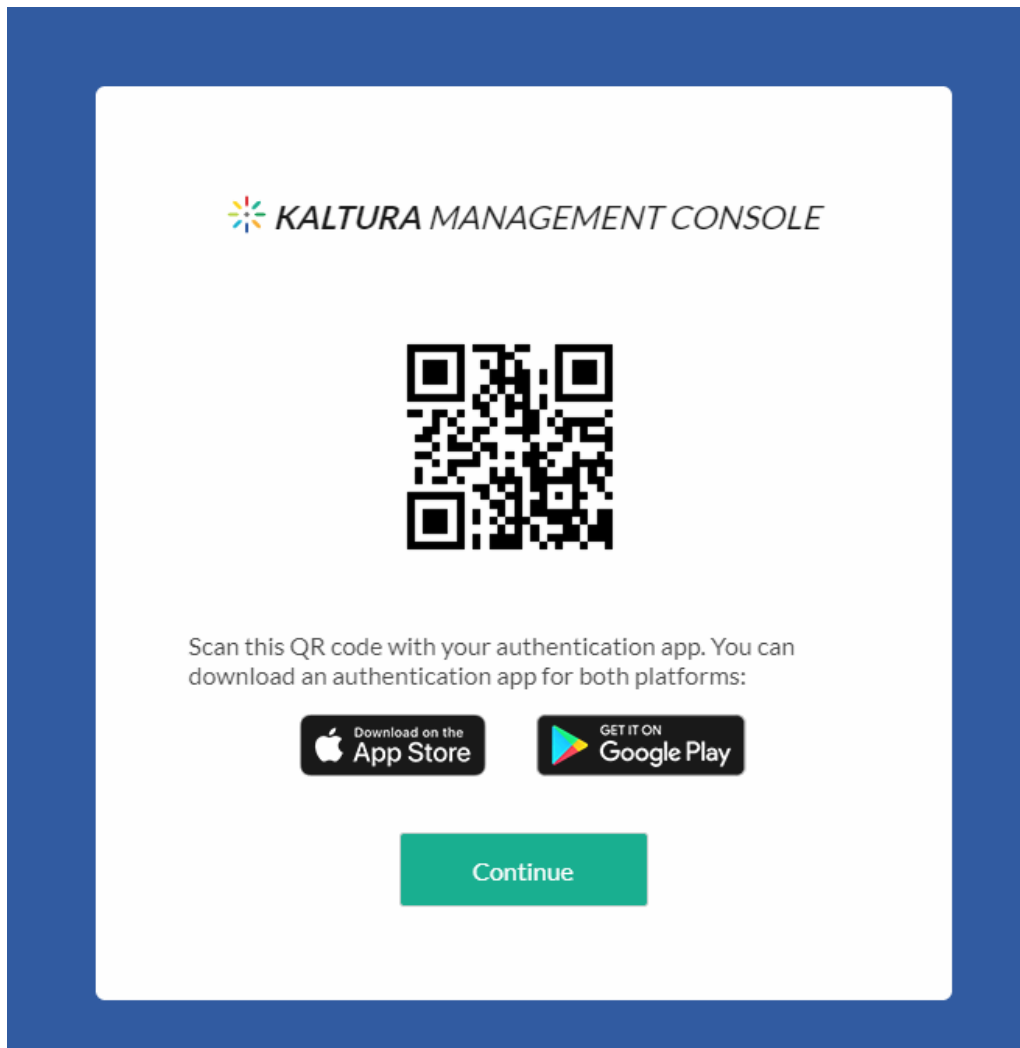 KALTURA MANAGEMENT CONSOLE
Scan this QR code with your authentication app. You can
download an authentication app for both platforms:
Download on the
App Store
GET IT ON
Google Play
Continue